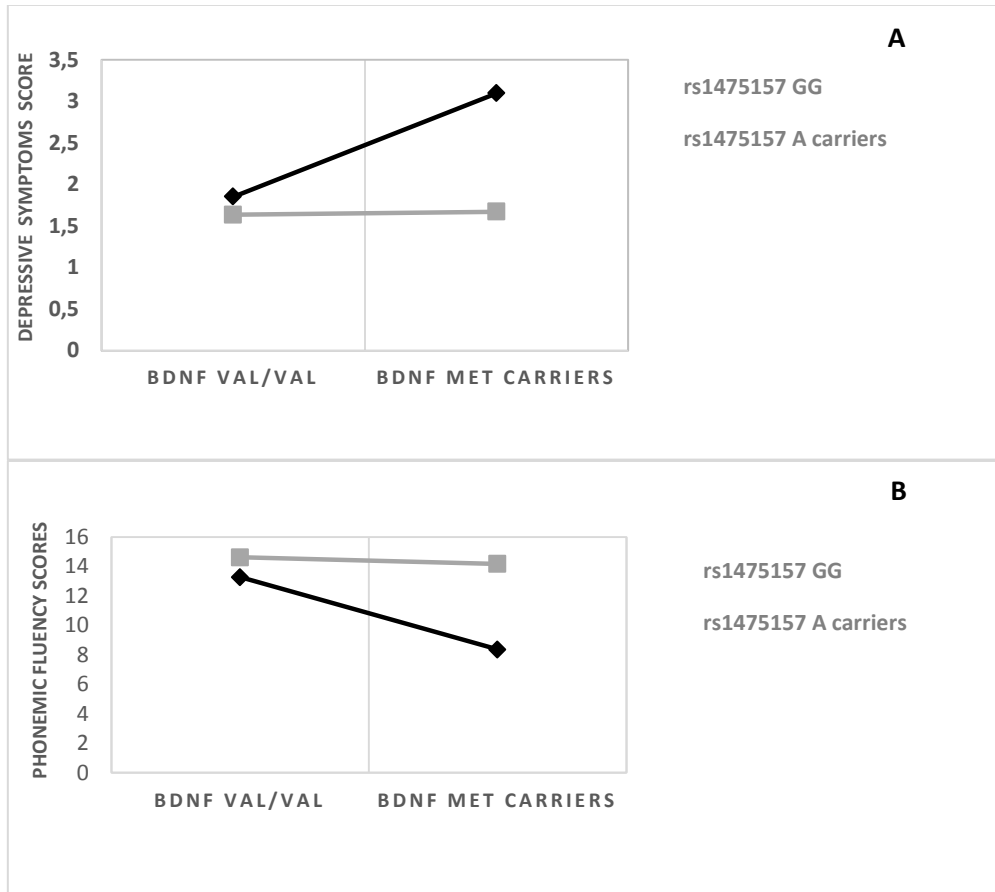 A
DEPRESSIVE SYMPTOMS SCORE
3,5
3
2,5
2
1,5
1
0,5
0
BDNF VAL/VAL
BDNF MET CARRIERS
rs1475157 GG
rs1475157 A carriers
B
PHONEMIC FLUENCY SCORES
16
14
12
10
8
6
4
2
0
BDNF VAL/VAL
BDNF MET CARRIERS
rs1475157 GG
rs1475157 A carriers